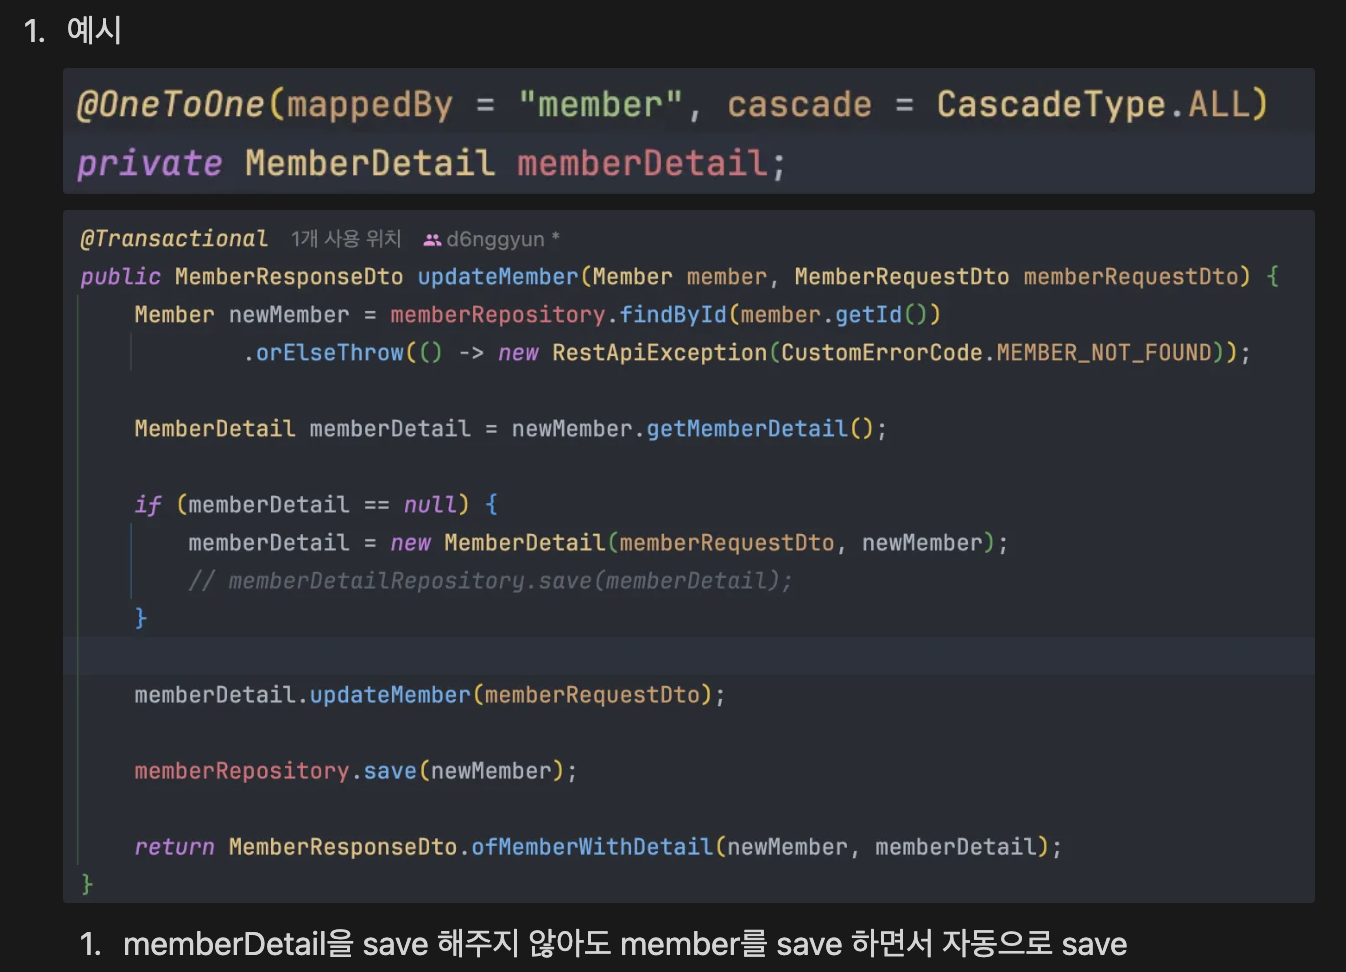 1. 예시
@OneToOne(mappedBy = "member", cascade = CascadeType.ALL)
private MemberDetail memberDetail;
@Transactional 1개 사용 위치 d6nggyun *
public MemberResponseDto updateMember(Member member, MemberRequestDto memberRequestDto) {
Member newMember = memberRepository.findById(member.getId())
.orElseThrow(() -> new RestApiException(CustomErrorCode.MEMBER_NOT_FOUND));
MemberDetail memberDetail = newMember.getMemberDetail();
if (memberDetail == null) {
memberDetail = new MemberDetail(memberRequestDto, newMember);
// memberDetailRepository.save(memberDetail);
}
memberDetail.updateMember(memberRequestDto);
memberRepository.save(newMember);
return MemberResponseDto.ofMemberWithDetail(newMember, memberDetail);
}
1. memberDetail을 save 해주지 않아도 member를 save 하면서 자동으로 save